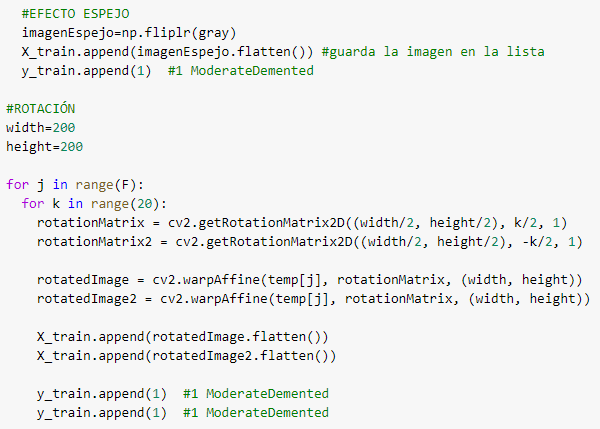 #EFECTO ESPEJO
imagenEspejo=np.fliplr(gray)
X_train.append(imagenEspejo.flatten()) #guarda la imagen en la lista
y_train.append(1)  #1 ModerateDemented
#ROTACIÓN
width=200
height=200
for j in range(F):
for k in range(20):
rotationMatrix = cv2.getRotationMatrix2D((width/2, height/2), k/2, 1)
rotationMatrix2 = cv2.getRotationMatrix2D((width/2, height/2), -k/2, 1)
rotatedImage = cv2.warpAffine(temp[j], rotationMatrix, (width, height))
rotatedImage2 = cv2.warpAffine(temp[j], rotationMatrix, (width, height))
X_train.append(rotatedImage.flatten())
X_train.append(rotatedImage2.flatten())
y_train.append(1)  #1 ModerateDemented
y_train.append(1)  #1 ModerateDemented